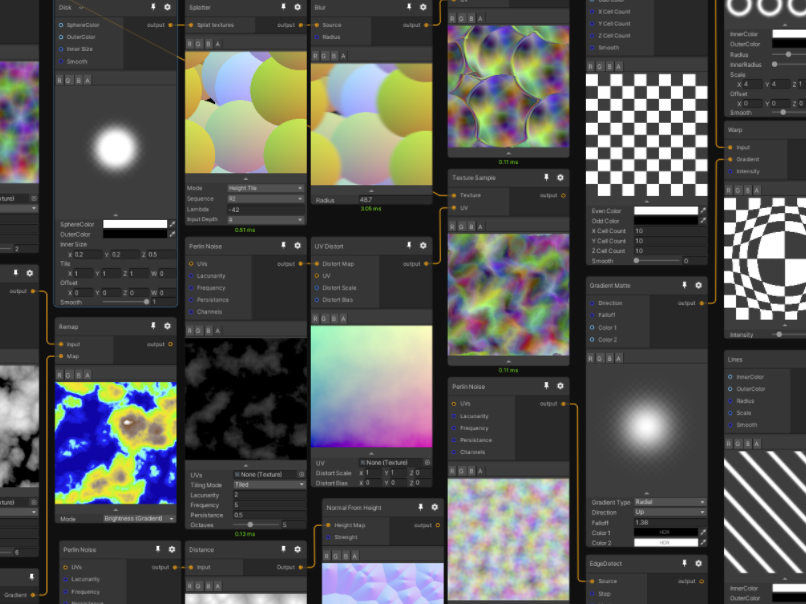 Disk
SphereColor output
OuterColor
Inner Size
Smooth
R G B A
SphereColor
OuterColor
Inner Size
X 0.2 Y 0.2 Z 0.5
Tile
X 1 Y 1 Z 1 W 0
Offset
X 0 Y 0 Z 0 W 0
Smooth 1
output
2
6
Gradient
Remap
Input output
Map
R G B A
Mode Brightness (Gradient)
Perlin Noise
UVs output
Lacunarity
Frequency
Persistance
Splatter
Splat textures output
R G B A
Mode Height Tile
Sequence R2
Lambda -42
Input Depth 8
0.51 ms
Perlin Noise
UVs output
Lacunarity
Frequency
Persistance
Channels
R G B A
UVs None (Texture)
Tiling Mode Tiled
Lacunarity 2
Frequency 5
Persistance 0.5
Octaves 5
0.13 ms
Distance
Input Output
R G B A
Blur
Source output
Radius
R G B A
Radius 48.7
5.05 ms
UV Distort
Distort Map output
UV
Distort Scale
Distort Bias
R G B A
UV None (Texture)
Distort Scale X 1 Y 1 Z 0
Distort Bias X 0 Y 0 Z 0
Normal From Height
Height Map output
Strenght
R G B A
UV
R G B A
0.11 ms
Texture Sample
Texture output
UV
R G B A
0.11 ms
Perlin Noise
UVs output
Lacunarity
Frequency
Persistance
Channels
R G B A
X Cell Count
Y Cell Count
Z Cell Count
Smooth
R G B A
Even Color
Odd Color
X Cell Count 10
Y Cell Count 10
Z Cell Count 10
Smooth 0
Gradient Matte
Direction output
Falloff
Color 1
Color 2
R G B A
Gradient Type Radial
Direction Up
Falloff 1.38
Color 1 HDR
Color 2 HDR
EdgeDetect
Source output
Step
InnerColor
OuterColor
Radius
InnerRadius
Scale
X 4 Y 4 Z 1
Offset
X 0 Y 0 Z 0
Smooth
Warp
Input
Gradient
Intensity
R G B A
Intensity
Lines
InnerColor
OuterColor
Radius
Scale
Smooth
R G B A
InnerColor
OuterColor